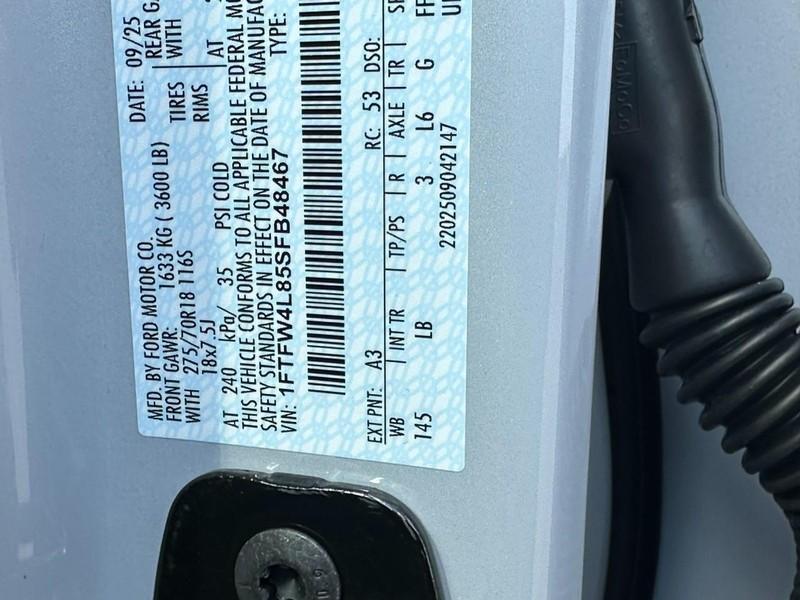 MFD. BY FORD MOTOR CO.
DATE: 09/25
FRONT GAWR: 1633 KG ( 3600 LB)
REAR
WITH 275/70R18 116S TIRES
WITH
18x7.5J RIMS
AT 240 kPa/ 35 PSI COLD
AT
THIS VEHICLE CONFORMS TO ALL APPLICABLE FEDERAL
SAFETY STANDARDS IN EFFECT ON THE DATE OF
VIN: 1FTFW4L85SFB48467
TYPE:
EXT PNT: A3 RC: 53 DSO:
WB | INT TR | TP/PS | R | AXLE | TR |
145 LB 3 L6 G
2202509042147
FoMoCo